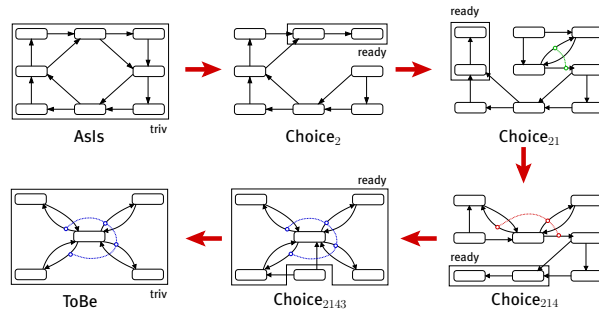 ready
ready
triv
AsIs
Choice₂
Choice₂₁
ready
ready
triv
ToBe
Choice₂₁₄₃
Choice₂₁₄